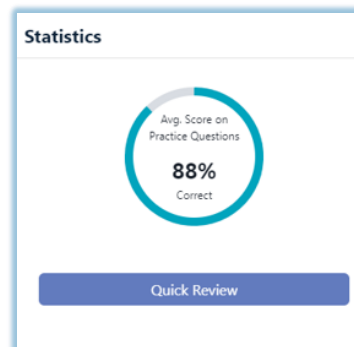 Statistics
Avg. Score on
Practice Questions
88%
Correct
Quick Review